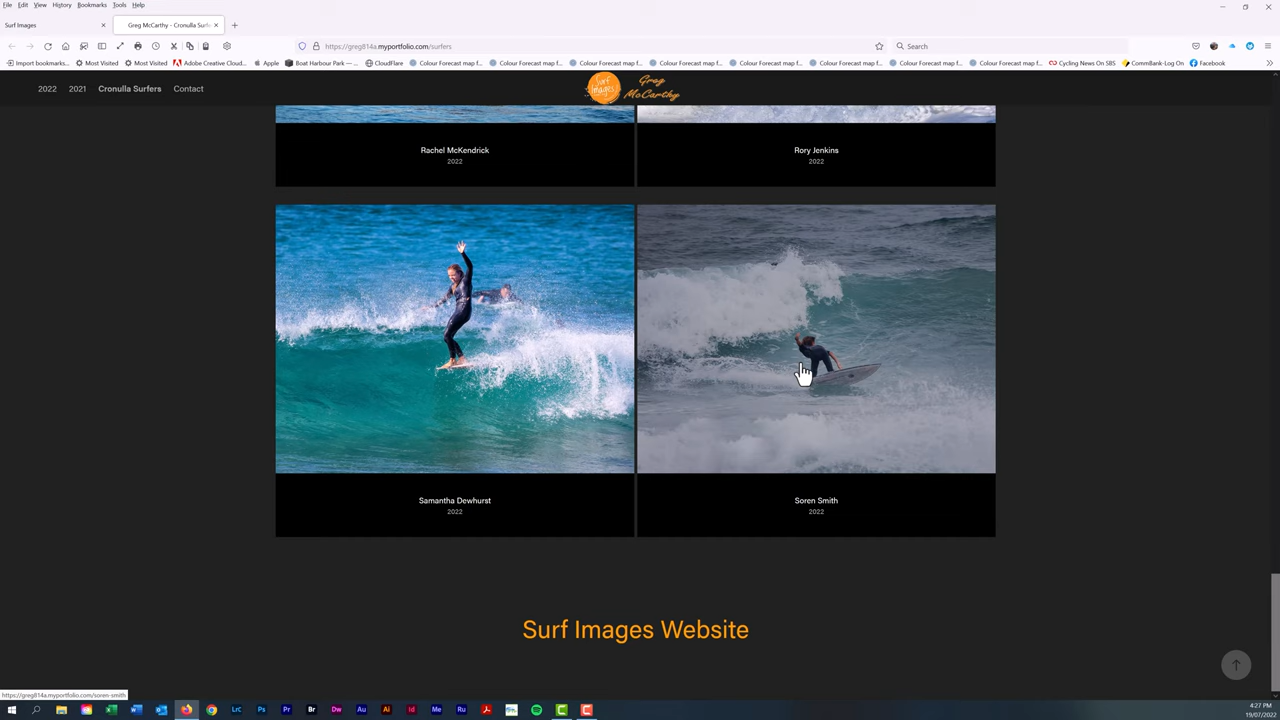 File Edit View History Bookmarks Tools Help
Surf Images
Greg McCarthy - Cronulla Surf
https://greg814a.myportfolio.com/surfers
Search
Import bookmarks...
Most Visited
Most Visited
Adobe Creative Cloud...
Apple
Boat Harbour Park — ...
CloudFlare
Colour Forecast map f...
Colour Forecast map f...
Colour Forecast map f...
Colour Forecast map f...
Colour Forecast map f...
Colour Forecast map f...
Colour Forecast map f...
Cycling News On SBS
CommBank-Log On
Facebook
2022 2021 Cronulla Surfers Contact
Surf Images
Greg McCarthy
Rachel McKendrick
2022
Rory Jenkins
2022
Samantha Dewhurst
2022
Soren Smith
2022
Surf Images Website
https://greg814a.myportfolio.com/soren-smith
4:27 PM
19/07/2022